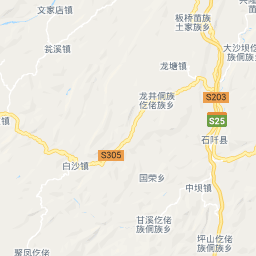 文家店镇
板桥苗族
土家乡
瓮溪镇
大沙坝仡
佬侗族乡
龙塘镇
龙井侗族
仡佬族乡
S203
S25
石阡县
镇
S305
白沙镇
国荣乡
中坝镇
甘溪仡佬
族侗族乡
坪山仡佬
族侗族乡
聚凤仡佬